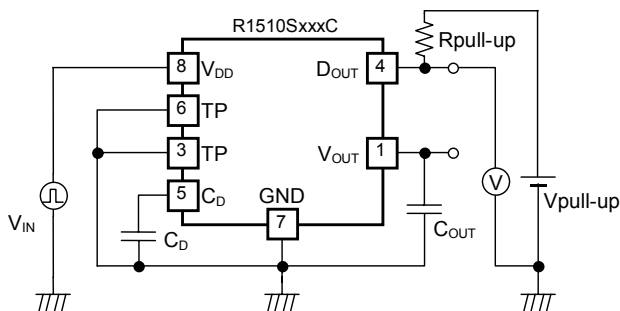 R1510SxxxC
Rpull-up
8 VDD DOUT 4
6 TP
3 TP VOUT 1
5 CD GND
7
V
Vpull-up
VIN
CD
COUT